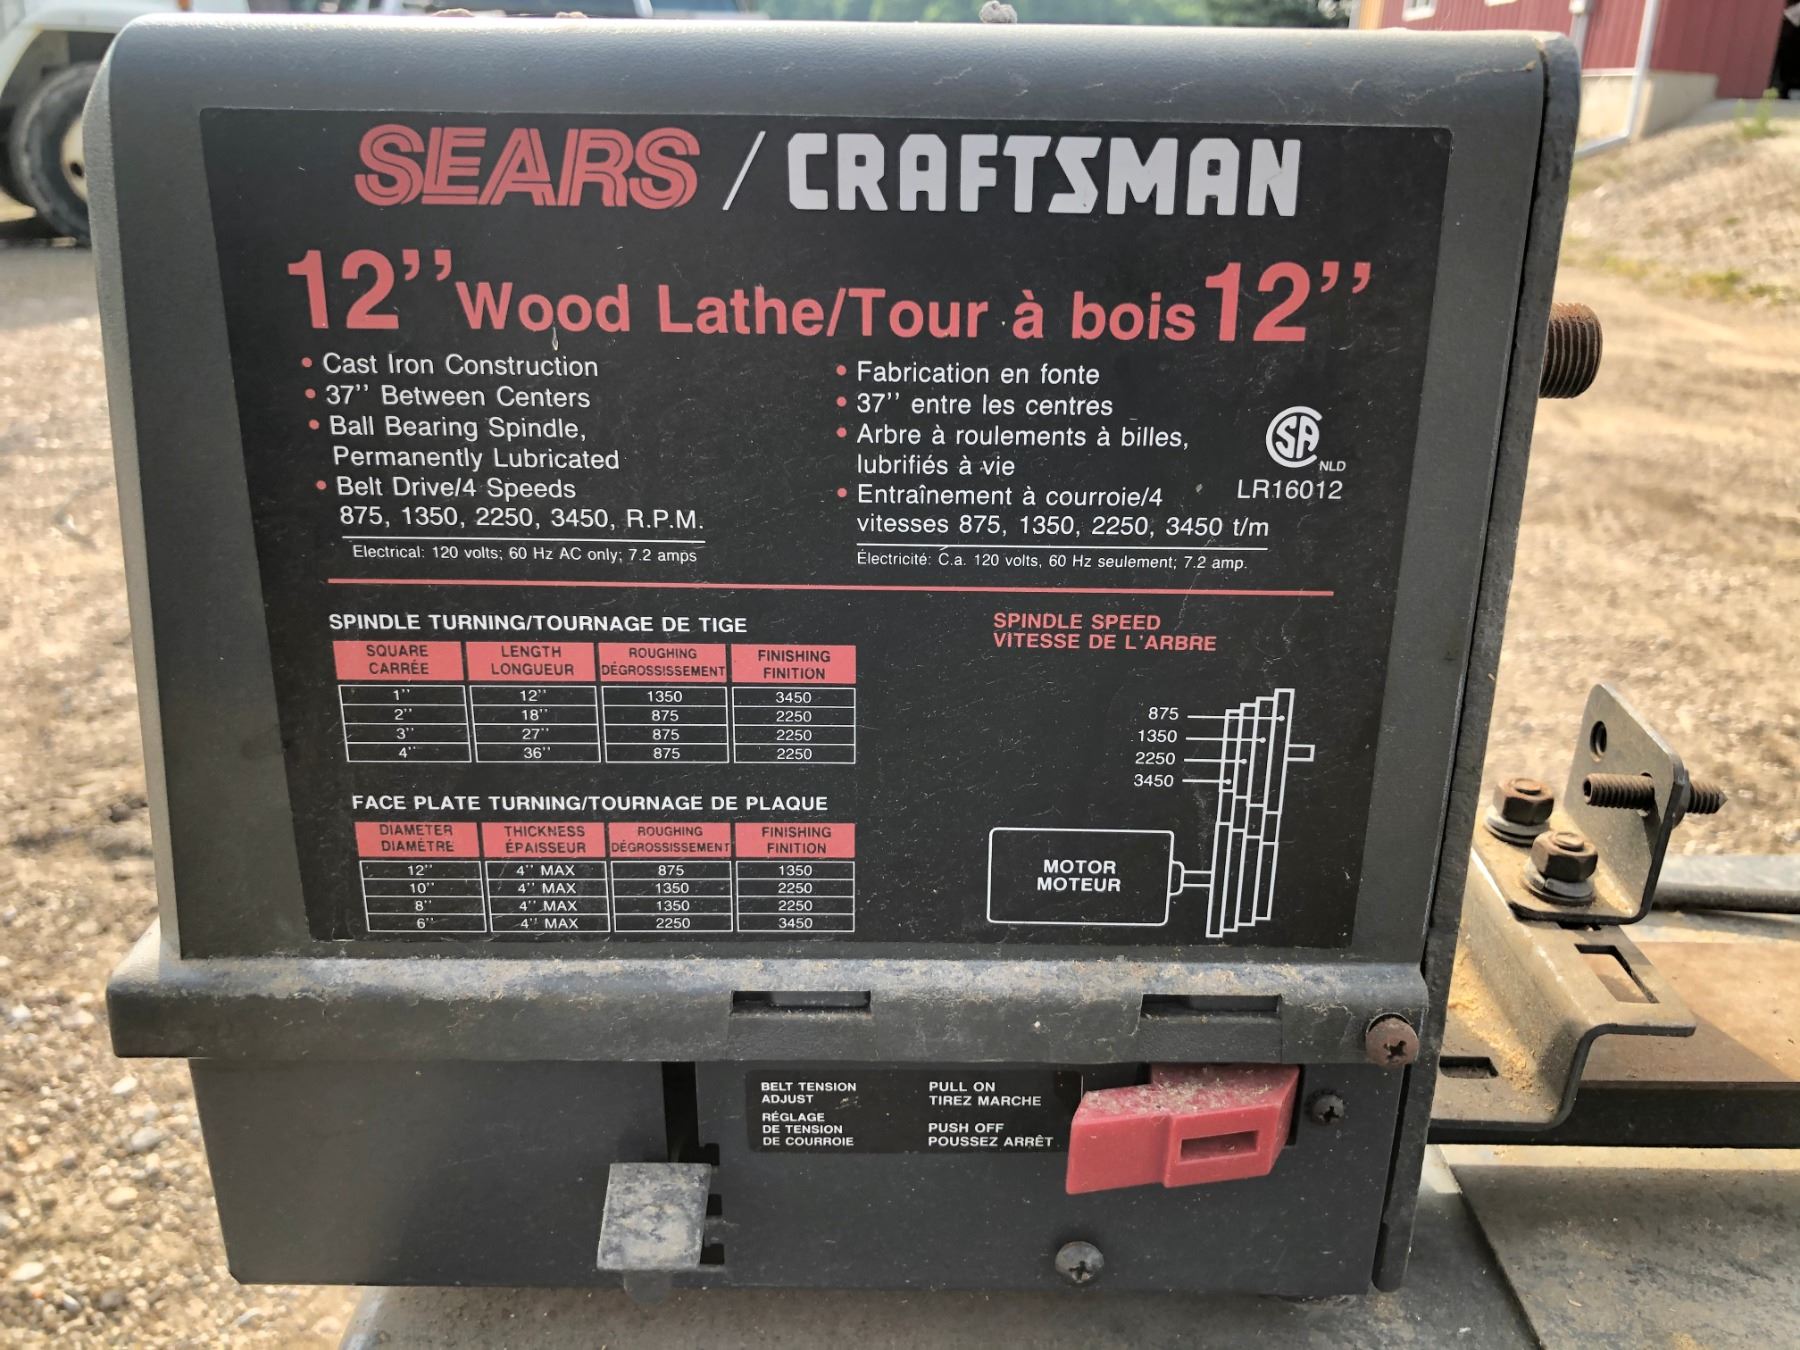 SEARS / CRAFTSMAN
12'' Wood Lathe/Tour à bois 12''
• Cast Iron Construction
• 37'' Between Centers
• Ball Bearing Spindle,
Permanently Lubricated
• Belt Drive/4 Speeds
875, 1350, 2250, 3450, R.P.M.
Electrical: 120 volts; 60 Hz AC only; 7.2 amps
• Fabrication en fonte
• 37'' entre les centres
• Arbre à roulements à billes,
lubrifiés à vie
• Entraînement à courroie/4
vitesses 875, 1350, 2250, 3450 t/m
Électricité: C.a. 120 volts, 60 Hz seulement; 7.2 amp.
SA
NLD
LR16012
SPINDLE TURNING/TOURNAGE DE TIGE
SQUARE LENGTH ROUGHING FINISHING
CARRÉE LONGUEUR DÉGROSSISSEMENT FINITION
1'' 12'' 1350 3450
2'' 18'' 875 2250
3'' 27'' 875 2250
4'' 36'' 875 2250
FACE PLATE TURNING/TOURNAGE DE PLAQUE
DIAMETER THICKNESS ROUGHING FINISHING
DIAMÈTRE ÉPAISSEUR DÉGROSSISSEMENT FINITION
12'' 4'' MAX 875 1350
10'' 4'' MAX 1350 2250
8'' 4'' MAX 1350 2250
6'' 4'' MAX 2250 3450
SPINDLE SPEED
VITESSE DE L'ARBRE
875
1350
2250
3450
MOTOR
MOTEUR
BELT TENSION
ADJUST
RÉGLAGE
DE TENSION
DE COURROIE
PULL ON
TIREZ MARCHE
PUSH OFF
POUSSEZ ARRÊT